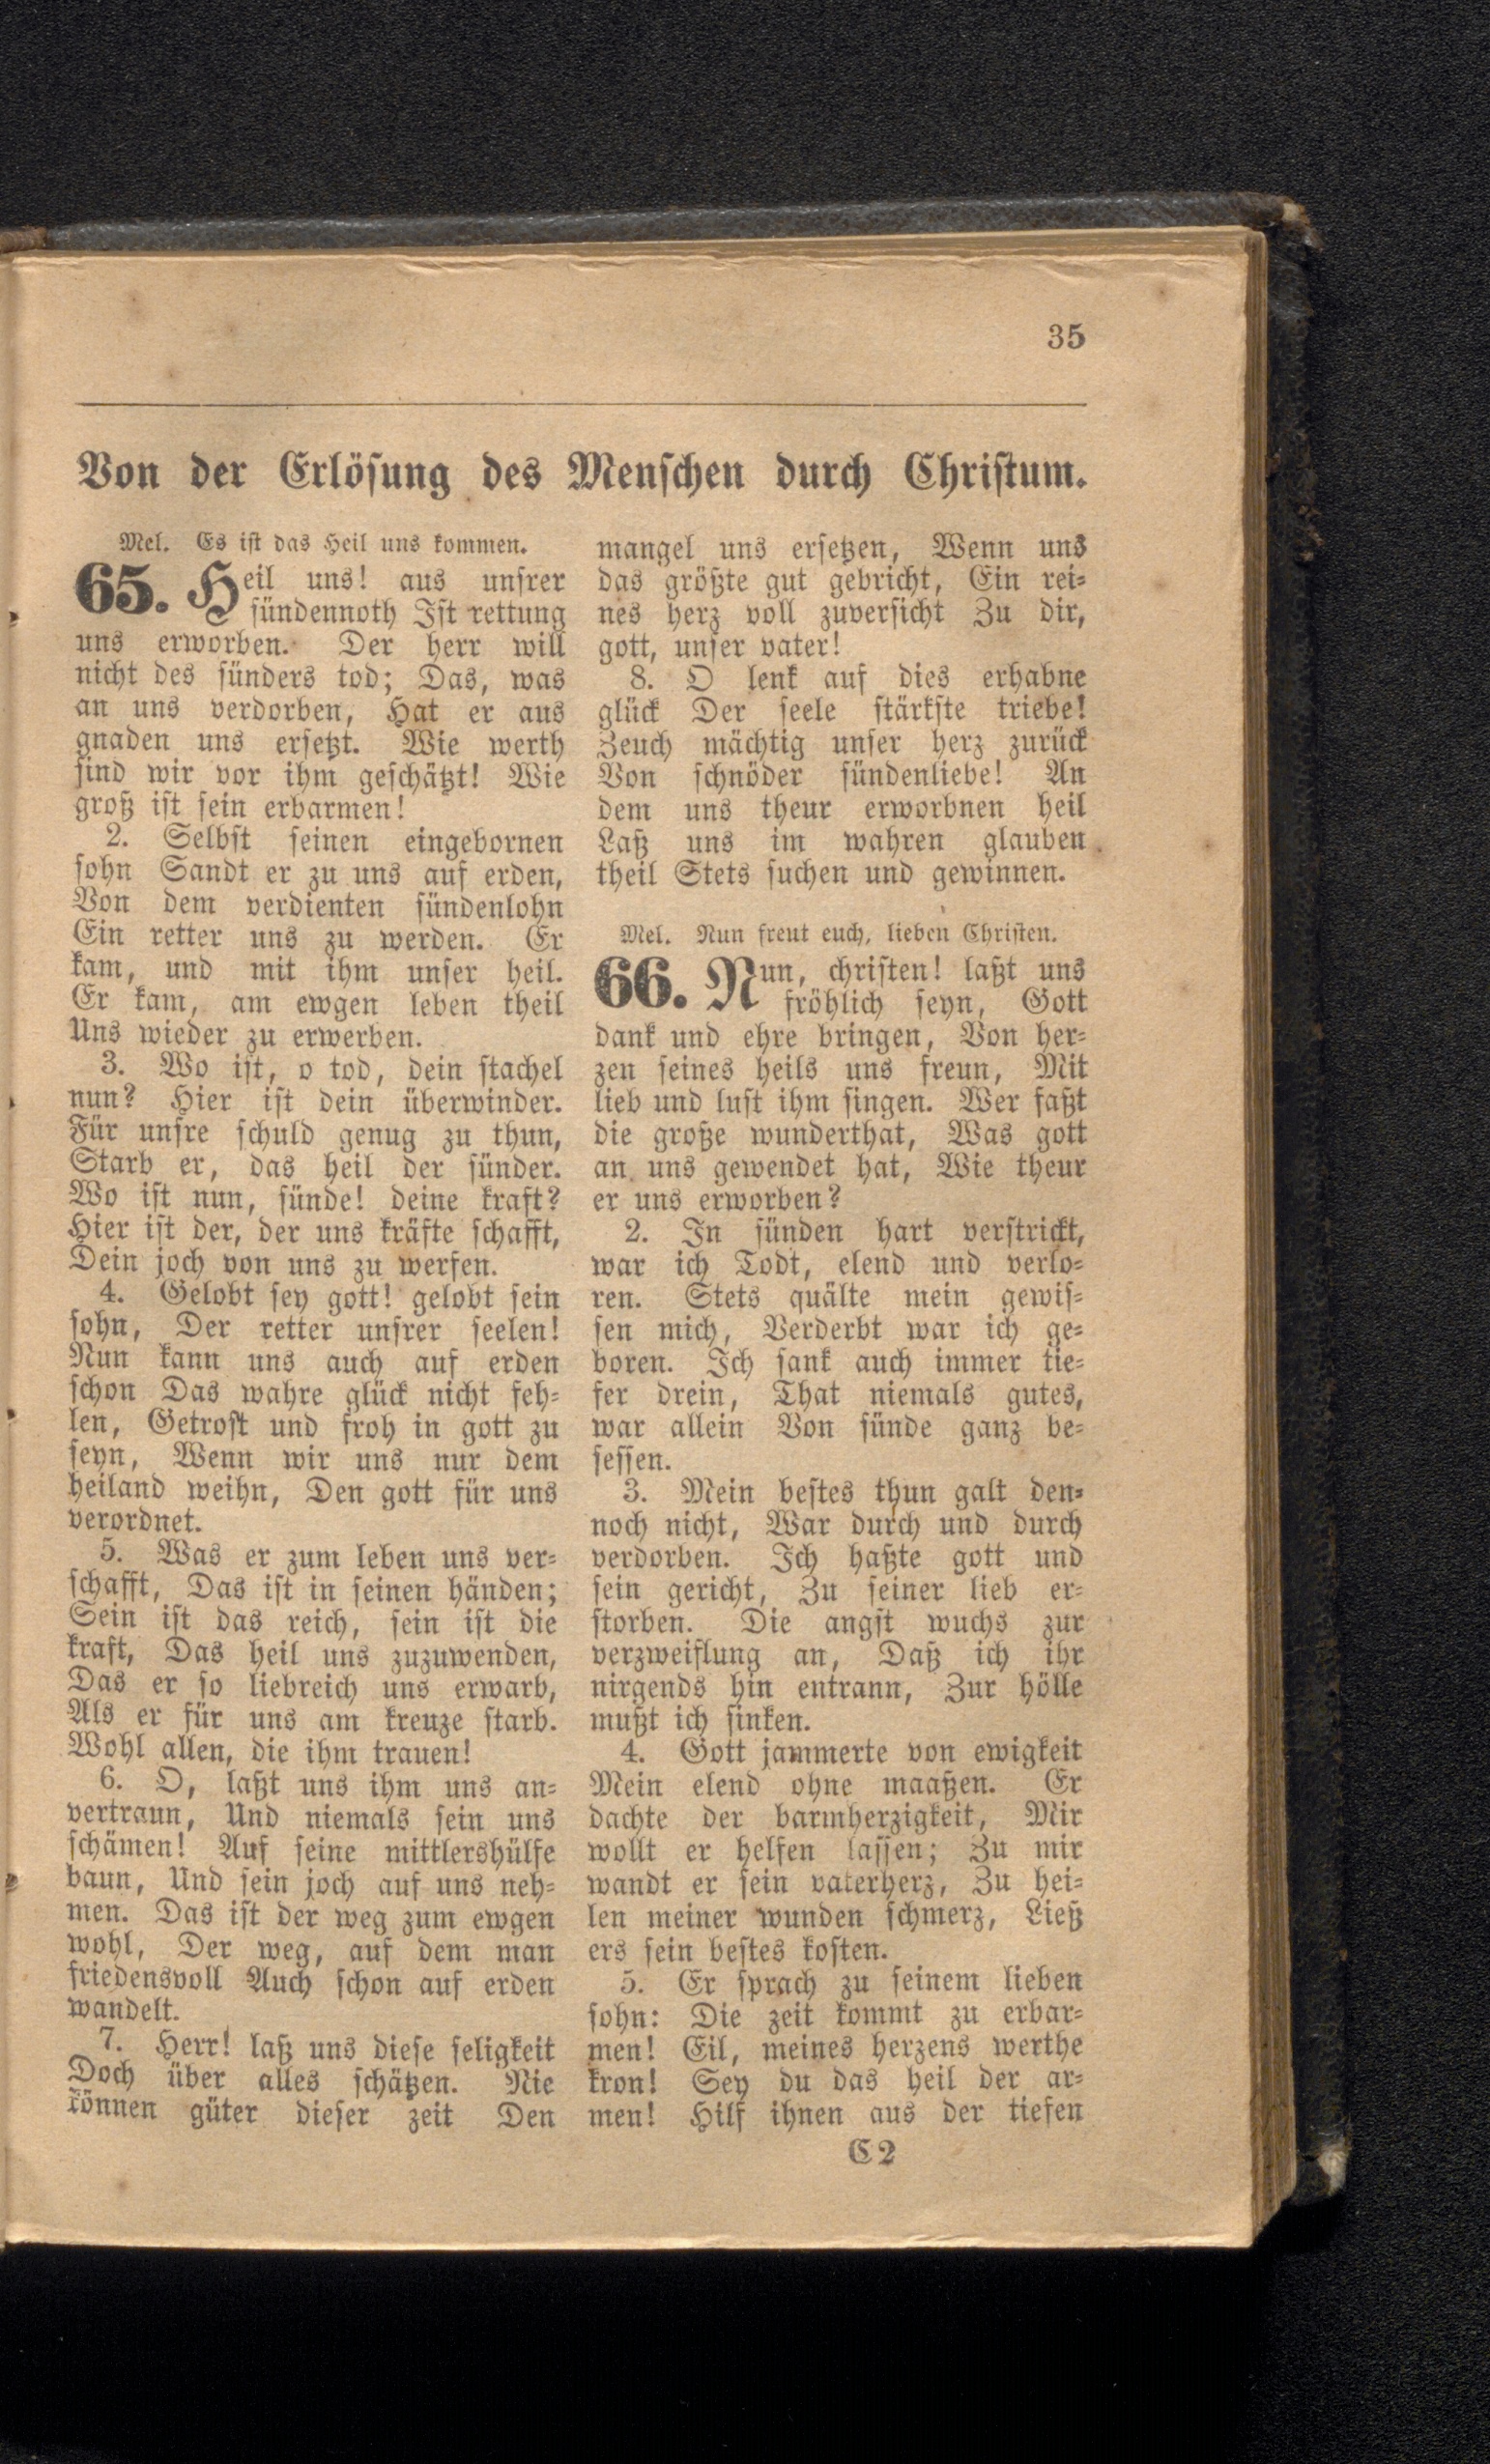 35
Von der Erlösung des Menschen durch Christum.
Mel. Es ist das Heil uns kommen.
65. Heil uns! aus unsrer
sündennoth Ist rettung
uns erworben. Der herr will
nicht des sünders tod; Das, was
an uns verdorben, Hat er aus
gnaden uns ersetzt. Wie werth
sind wir vor ihm geschätzt! Wie
groß ist sein erbarmen!
2. Selbst seinen eingebornen
sohn Sandt er zu uns auf erden,
Von dem verdienten sündenlohn
Ein retter uns zu werden. Er
kam, und mit ihm unser heil.
Er kam, am ewgen leben theil
Uns wieder zu erwerben.
3. Wo ist, o tod, dein stachel
nun? Hier ist dein überwinder.
Für unsre schuld genug zu thun,
Starb er, das heil der sünder.
Wo ist nun, sünde! deine kraft?
Hier ist der, der uns kräfte schafft,
Dein joch von uns zu werfen.
4. Gelobt sey gott! gelobt sein
sohn, Der retter unsrer seelen!
Nun kann uns auch auf erden
schon Das wahre glück nicht feh-
len, Getrost und froh in gott zu
seyn, Wenn wir uns nur dem
heiland weihn, Den gott für uns
verordnet.
5. Was er zum leben uns ver-
schafft, Das ist in seinen händen;
Sein ist das reich, sein ist die
kraft, Das heil uns zuzuwenden,
Das er so liebreich uns erwarb,
Als er für uns am kreuze starb.
Wohl allen, die ihm trauen!
6. O, laßt uns ihm uns an-
vertraun, Und niemals sein uns
schämen! Auf seine mittlershülfe
baun, Und sein joch auf uns neh-
men. Das ist der weg zum ewgen
wohl, Der weg, auf dem man
friedensvoll Auch schon auf erden
wandelt.
7. Herr! laß uns diese seligkeit
Doch über alles schätzen. Nie
können güter dieser zeit Den
mangel uns ersetzen, Wenn uns
das größte gut gebricht, Ein rei-
nes herz voll zuversicht Zu dir,
gott, unser vater!
8. O lenk auf dies erhabne
glück Der seele stärkste triebe!
Zeuch mächtig unser herz zurück
Von schnöder sündenliebe! An
dem uns theur erworbnen heil
Laß uns im wahren glauben
theil Stets suchen und gewinnen.
Mel. Nun freut euch, lieben Christen.
66. Nun, christen! laßt uns
fröhlich seyn, Gott
dank und ehre bringen, Von her-
zen seines heils uns freun, Mit
lieb und lust ihm singen. Wer faßt
die große wunderthat, Was gott
an uns gewendet hat, Wie theur
er uns erworben?
2. In sünden hart verstrickt,
war ich Todt, elend und verlo-
ren. Stets quälte mein gewis-
sen mich, Verderbt war ich ge-
boren. Ich sank auch immer tie-
fer drein, That niemals gutes,
war allein Von sünde ganz be-
sessen.
3. Mein bestes thun galt den-
noch nicht, War durch und durch
verdorben. Ich haßte gott und
sein gericht, Zu seiner lieb er-
storben. Die angst wuchs zur
verzweiflung an, Daß ich ihr
nirgends hin entrann, Zur hölle
mußt ich sinken.
4. Gott jammerte von ewigkeit
Mein elend ohne maaßen. Er
dachte der barmherzigkeit, Mir
wollt er helfen lassen; Zu mir
wandt er sein vaterherz, Zu hei-
len meiner wunden schmerz, Ließ
ers sein bestes kosten.
5. Er sprach zu seinem lieben
sohn: Die zeit kommt zu erbar-
men! Eil, meines herzens werthe
kron! Sey du das heil der ar-
men! Hilf ihnen aus der tiefen
C 2